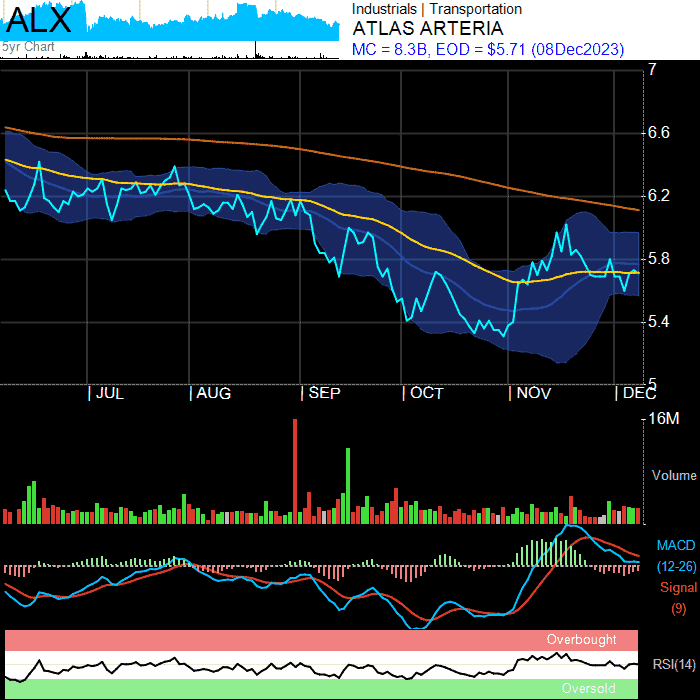 ALX
5yr Chart
Industrials | Transportation
ATLAS ARTERIA
MC = 8.3B, EOD = $5.71 (08Dec2023)
7
6.6
6.2
5.8
5.4
5
| JUL | AUG | SEP | OCT | NOV | DEC
16M
Volume
MACD
(12-26)
Signal
(9)
Overbought
RSI(14)
Oversold